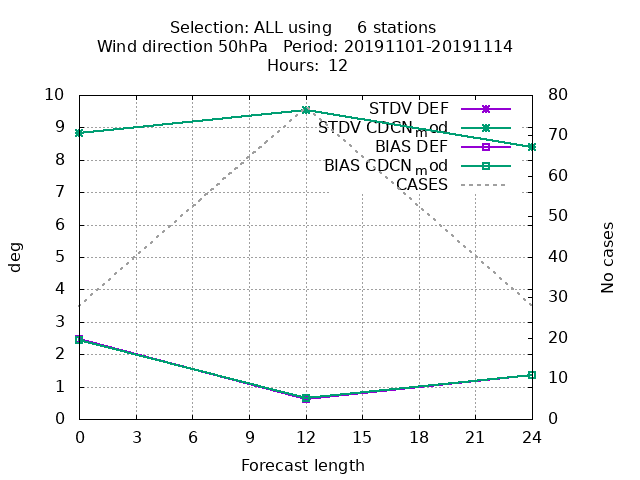 Selection: ALL using     6 stations
Wind direction 50hPa   Period: 20191101-20191114
Hours: 12
10
9
8
7
6
5
4
3
2
1
0
deg
80
70
60
50
40
30
20
10
0
No cases
STDV DEF
STDV CDCN_mod
BIAS DEF
BIAS CDCN_mod
CASES
0 3 6 9 12 15 18 21 24
Forecast length